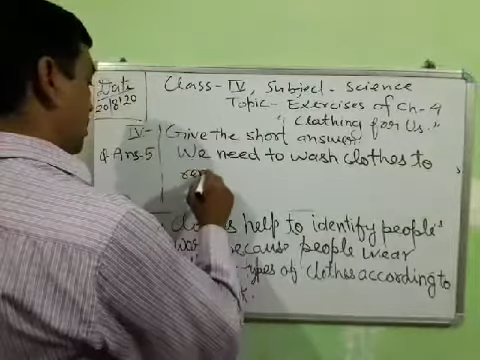 Date
20/8/20
Class - IV, Subject - Science
Topic - Exercises of Ch - 4
"Clothing for Us."
IV - Give the short answer
Ans.5 We need to wash clothes to
help to identify people's
because people wear
types of clothes according to